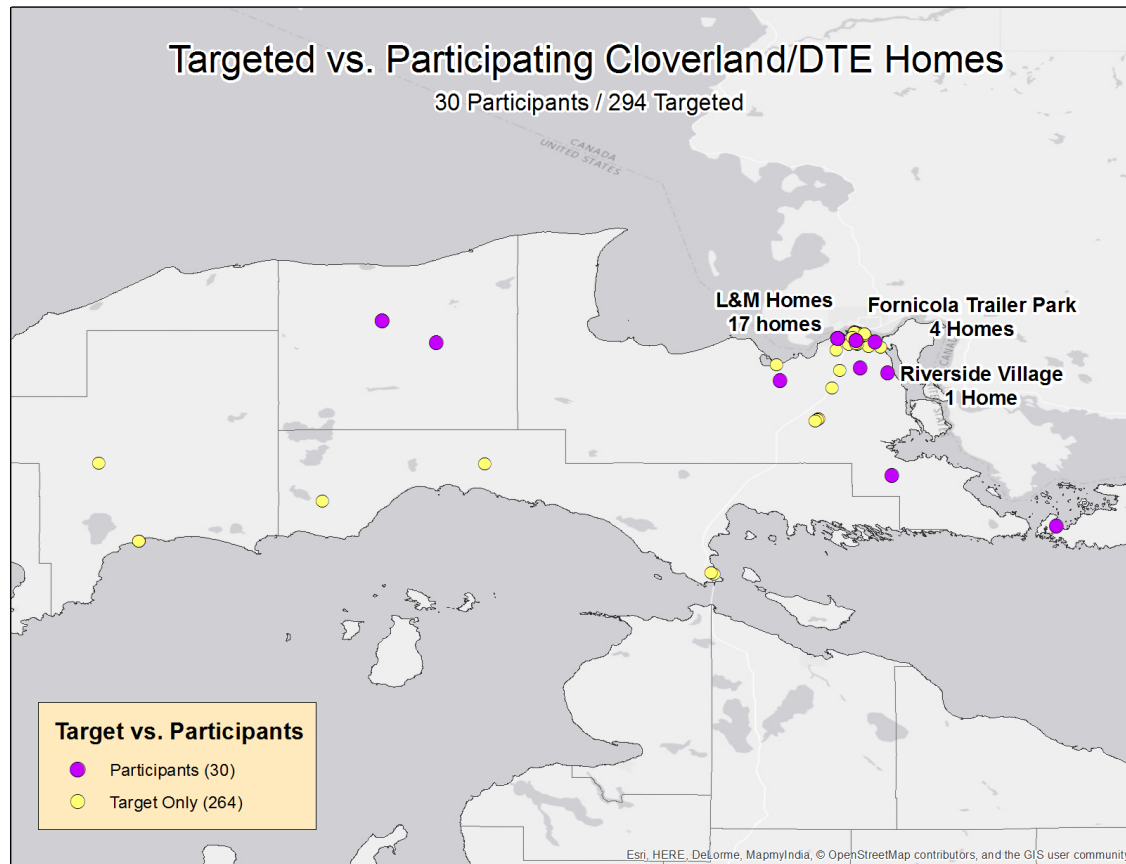 Targeted vs. Participating Cloverland/DTE Homes
30 Participants / 294 Targeted
CANADA
UNITED STATES
L&M Homes
17 homes
Fornicola Trailer Park
4 Homes
Riverside Village
1 Home
Target vs. Participants
Participants (30)
Target Only (264)
Esri, HERE, DeLorme, MapmyIndia, © OpenStreetMap contributors, and the GIS user community